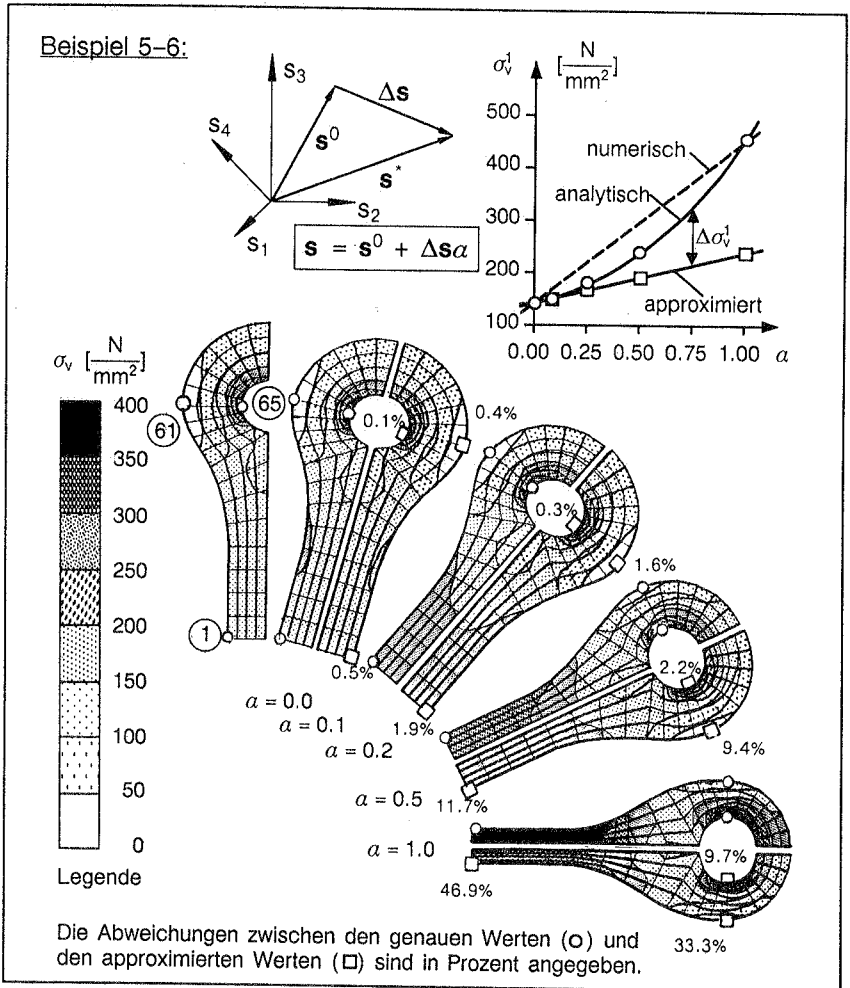 Beispiel 5–6:
s₃
s₄
s₂
s₁
Δs
s⁰
s*
s = s⁰ + Δsα
σᵥ¹ [N/mm²]
500
400
300
200
100
numerisch
analytisch
Δσᵥ¹
approximiert
0.00 0.25 0.50 0.75 1.00 α
σᵥ [N/mm²]
400
350
300
250
200
150
100
50
0
Legende
61
65
1
0.1%
0.4%
0.5%
0.3%
1.6%
1.9%
2.2%
9.4%
11.7%
9.7%
33.3%
46.9%
α = 0.0
α = 0.1
α = 0.2
α = 0.5
α = 1.0
Die Abweichungen zwischen den genauen Werten (o) und
den approximierten Werten (□) sind in Prozent angegeben.